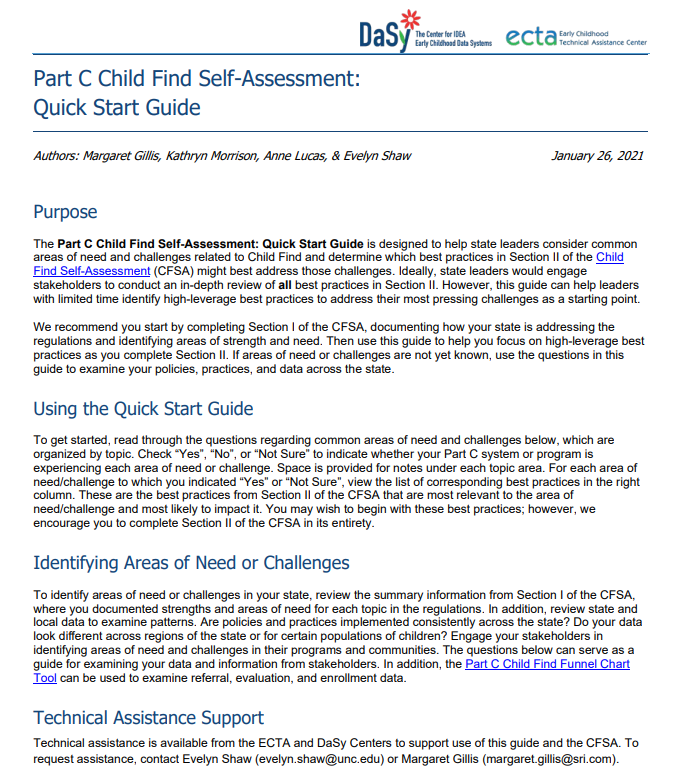 DaSy The Center for IDEA
Early Childhood Data Systems
ecta Early Childhood
Technical Assistance Center
Part C Child Find Self-Assessment:
Quick Start Guide
Authors: Margaret Gillis, Kathryn Morrison, Anne Lucas, & Evelyn Shaw January 26, 2021
Purpose
The Part C Child Find Self-Assessment: Quick Start Guide is designed to help state leaders consider common
areas of need and challenges related to Child Find and determine which best practices in Section II of the Child
Find Self-Assessment (CFSA) might best address those challenges. Ideally, state leaders would engage
stakeholders to conduct an in-depth review of all best practices in Section II. However, this guide can help leaders
with limited time identify high-leverage best practices to address their most pressing challenges as a starting point.
We recommend you start by completing Section I of the CFSA, documenting how your state is addressing the
regulations and identifying areas of strength and need. Then use this guide to help you focus on high-leverage best
practices as you complete Section II. If areas of need or challenges are not yet known, use the questions in this
guide to examine your policies, practices, and data across the state.
Using the Quick Start Guide
To get started, read through the questions regarding common areas of need and challenges below, which are
organized by topic. Check “Yes”, “No”, or “Not Sure” to indicate whether your Part C system or program is
experiencing each area of need or challenge. Space is provided for notes under each topic area. For each area of
need/challenge to which you indicated “Yes” or “Not Sure”, view the list of corresponding best practices in the right
column. These are the best practices from Section II of the CFSA that are most relevant to the area of
need/challenge and most likely to impact it. You may wish to begin with these best practices; however, we
encourage you to complete Section II of the CFSA in its entirety.
Identifying Areas of Need or Challenges
To identify areas of need or challenges in your state, review the summary information from Section I of the CFSA,
where you documented strengths and areas of need for each topic in the regulations. In addition, review state and
local data to examine patterns. Are policies and practices implemented consistently across the state? Do your data
look different across regions of the state or for certain populations of children? Engage your stakeholders in
identifying areas of need and challenges in their programs and communities. The questions below can serve as a
guide for examining your data and information from stakeholders. In addition, the Part C Child Find Funnel Chart
Tool can be used to examine referral, evaluation, and enrollment data.
Technical Assistance Support
Technical assistance is available from the ECTA and DaSy Centers to support use of this guide and the CFSA. To
request assistance, contact Evelyn Shaw (evelyn.shaw@unc.edu) or Margaret Gillis (margaret.gillis@sri.com).